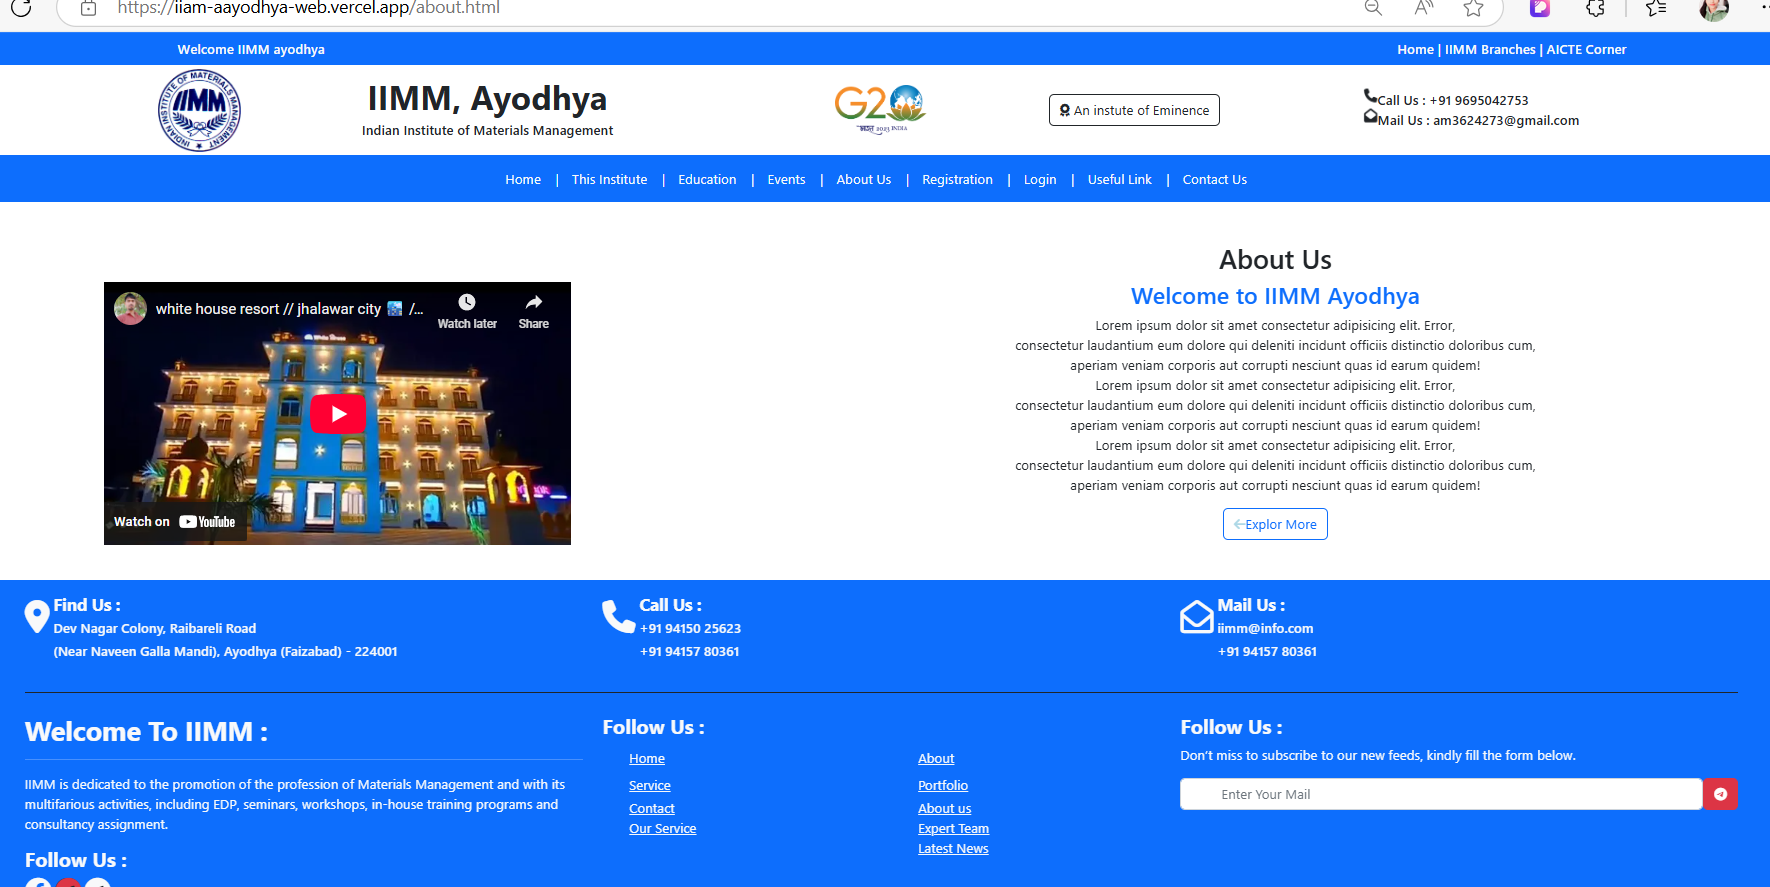 https://iiam-aayodhya-web.vercel.app/about.html
Welcome IIMM ayodhya
Home | IIMM Branches | AICTE Corner
INDIAN INSTITUTE OF MATERIALS MANAGEMENT
IIMM
IIMM, Ayodhya
Indian Institute of Materials Management
G20
भारत 2023 INDIA
An instute of Eminence
Call Us : +91 9695042753
Mail Us : am3624273@gmail.com
Home | This Institute | Education | Events | About Us | Registration | Login | Useful Link | Contact Us
white house resort // jhalawar city /...
Watch later
Share
Watch on YouTube
About Us
Welcome to IIMM Ayodhya
Lorem ipsum dolor sit amet consectetur adipisicing elit. Error,
consectetur laudantium eum dolore qui deleniti incidunt officiis distinctio doloribus cum,
aperiam veniam corporis aut corrupti nesciunt quas id earum quidem!
Lorem ipsum dolor sit amet consectetur adipisicing elit. Error,
consectetur laudantium eum dolore qui deleniti incidunt officiis distinctio doloribus cum,
aperiam veniam corporis aut corrupti nesciunt quas id earum quidem!
Lorem ipsum dolor sit amet consectetur adipisicing elit. Error,
consectetur laudantium eum dolore qui deleniti incidunt officiis distinctio doloribus cum,
aperiam veniam corporis aut corrupti nesciunt quas id earum quidem!
Explor More
Find Us :
Dev Nagar Colony, Raibareli Road
(Near Naveen Galla Mandi), Ayodhya (Faizabad) - 224001
Call Us :
+91 94150 25623
+91 94157 80361
Mail Us :
iimm@info.com
+91 94157 80361
Welcome To IIMM :
IIMM is dedicated to the promotion of the profession of Materials Management and with its
multifarious activities, including EDP, seminars, workshops, in-house training programs and
consultancy assignment.
Follow Us :
Follow Us :
Home
Service
Contact
Our Service
About
Portfolio
About us
Expert Team
Latest News
Follow Us :
Don’t miss to subscribe to our new feeds, kindly fill the form below.
Enter Your Mail